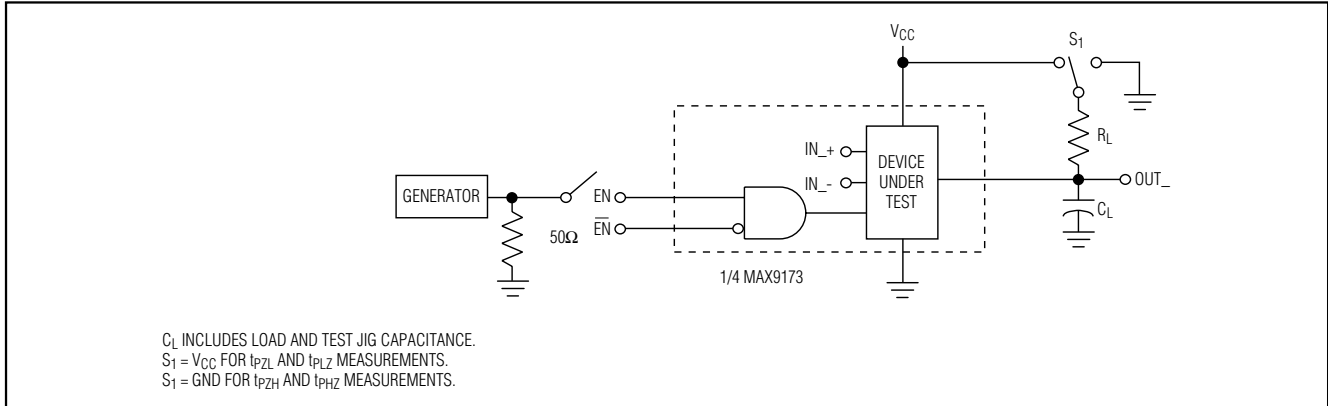 VCC
S1
RL
IN_+
DEVICE
UNDER
TEST
IN_-
OUT_
GENERATOR
EN
CL
50Ω
E̅N̅
1/4 MAX9173
CL INCLUDES LOAD AND TEST JIG CAPACITANCE.
S1 = VCC FOR tPZL AND tPLZ MEASUREMENTS.
S1 = GND FOR tPZH AND tPHZ MEASUREMENTS.